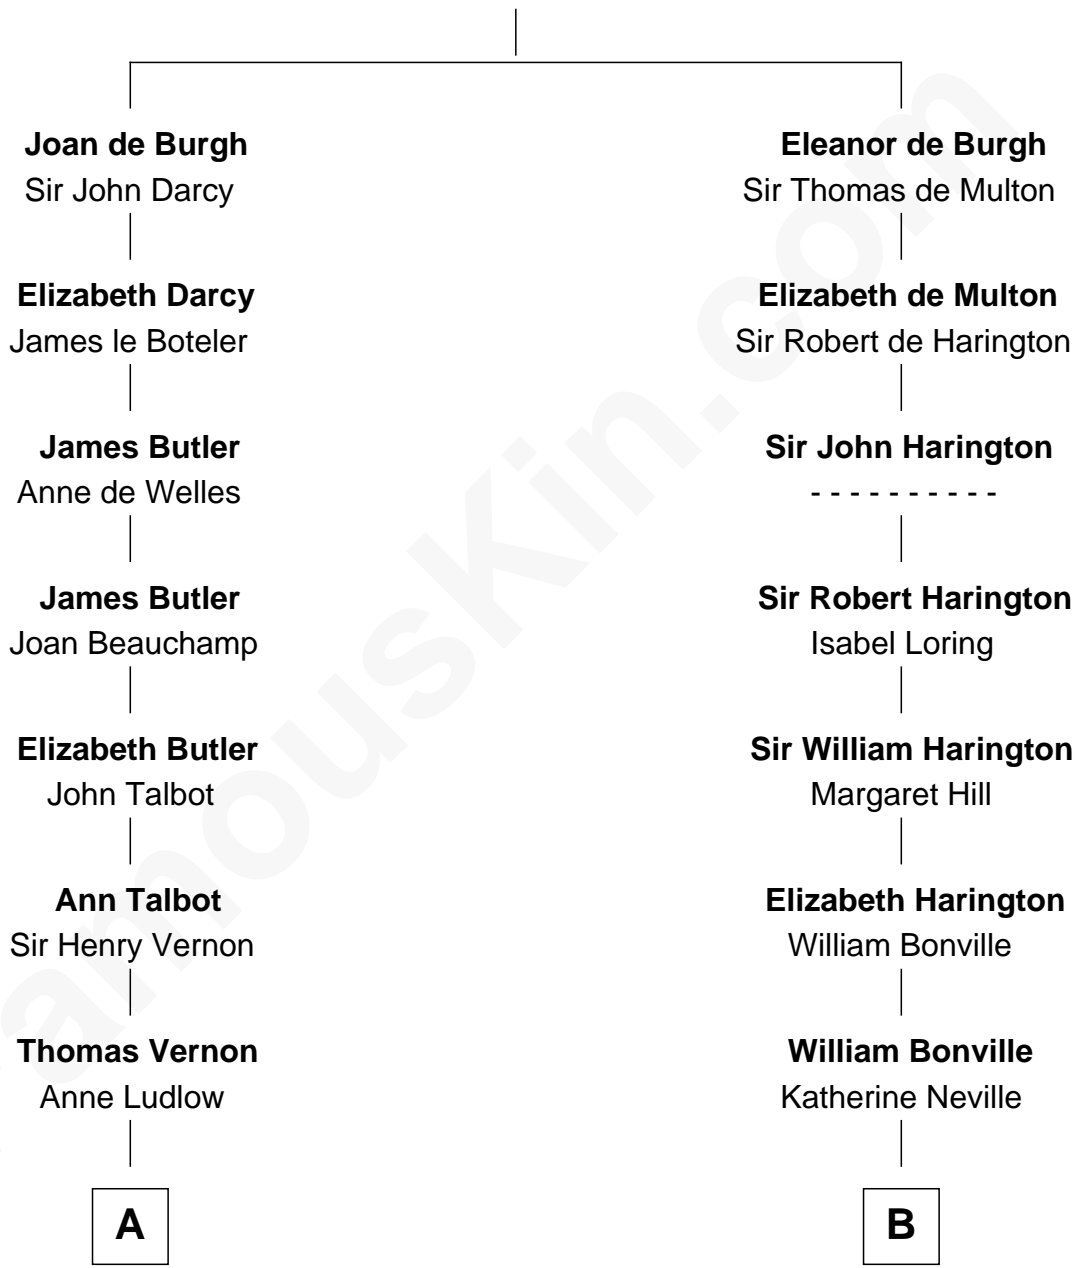 Joan de Burgh
Sir John Darcy
Elizabeth Darcy
James le Boteler
James Butler
Anne de Welles
James Butler
Joan Beauchamp
Elizabeth Butler
John Talbot
Ann Talbot
Sir Henry Vernon
Thomas Vernon
Anne Ludlow
A
Eleanor de Burgh
Sir Thomas de Multon
Elizabeth de Multon
Sir Robert de Harington
Sir John Harington
- - - - - - - - - -
Sir Robert Harington
Isabel Loring
Sir William Harington
Margaret Hill
Elizabeth Harington
William Bonville
William Bonville
Katherine Neville
B
amousKin.com